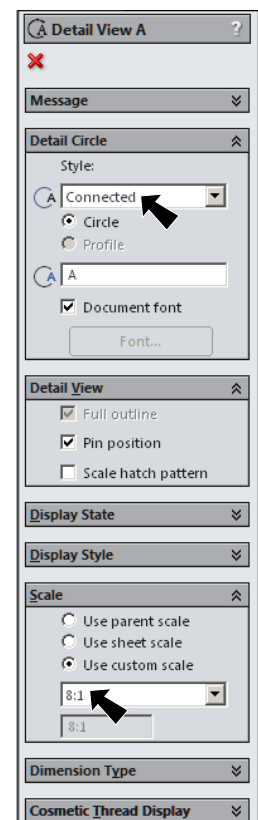 Detail View A ?
Message
Detail Circle
Style:
A Connected
Circle
Profile
A A
Document font
Font...
Detail View
Full outline
Pin position
Scale hatch pattern
Display State
Display Style
Scale
Use parent scale
Use sheet scale
Use custom scale
8:1
8:1
Dimension Type
Cosmetic Thread Display